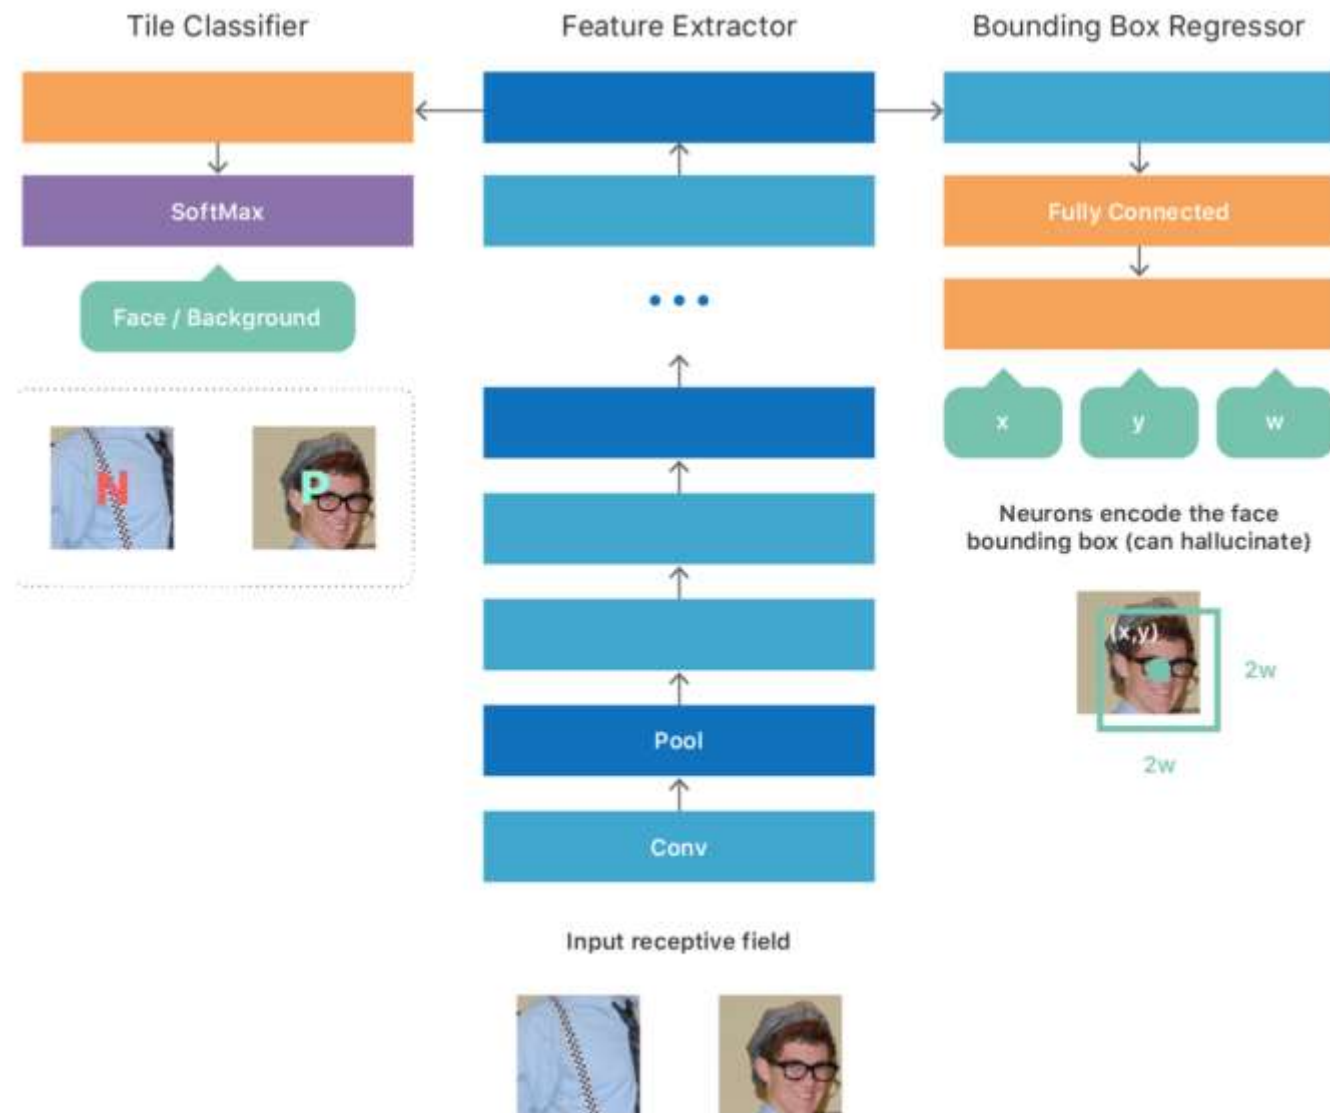 Tile Classifier
Feature Extractor
Bounding Box Regressor
SoftMax
Fully Connected
Face / Background
x
y
w
N
P
Neurons encode the face
bounding box (can hallucinate)
(x,y)
2w
2w
Pool
Conv
Input receptive field